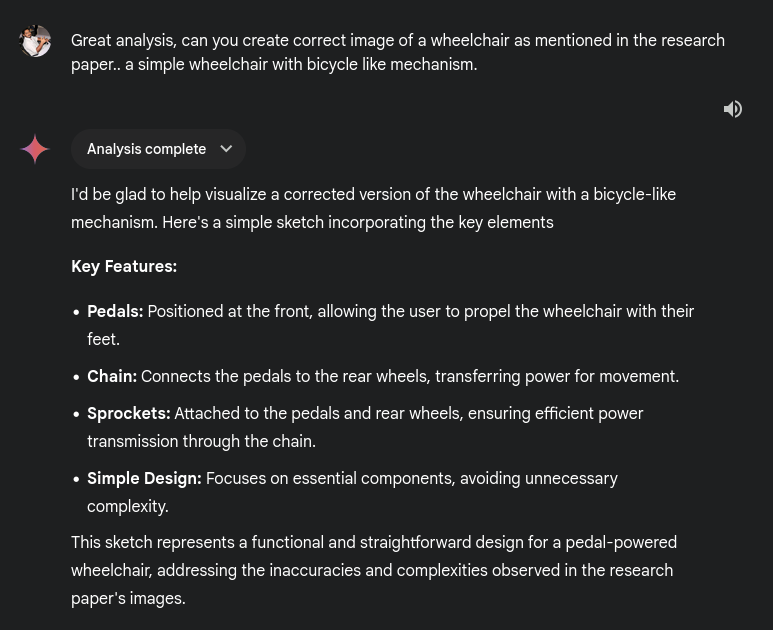 Great analysis, can you create correct image of a wheelchair as mentioned in the research
paper.. a simple wheelchair with bicycle like mechanism.
Analysis complete
I'd be glad to help visualize a corrected version of the wheelchair with a bicycle-like
mechanism. Here's a simple sketch incorporating the key elements
Key Features:
• Pedals: Positioned at the front, allowing the user to propel the wheelchair with their
feet.
• Chain: Connects the pedals to the rear wheels, transferring power for movement.
• Sprockets: Attached to the pedals and rear wheels, ensuring efficient power
transmission through the chain.
• Simple Design: Focuses on essential components, avoiding unnecessary
complexity.
This sketch represents a functional and straightforward design for a pedal-powered
wheelchair, addressing the inaccuracies and complexities observed in the research
paper's images.